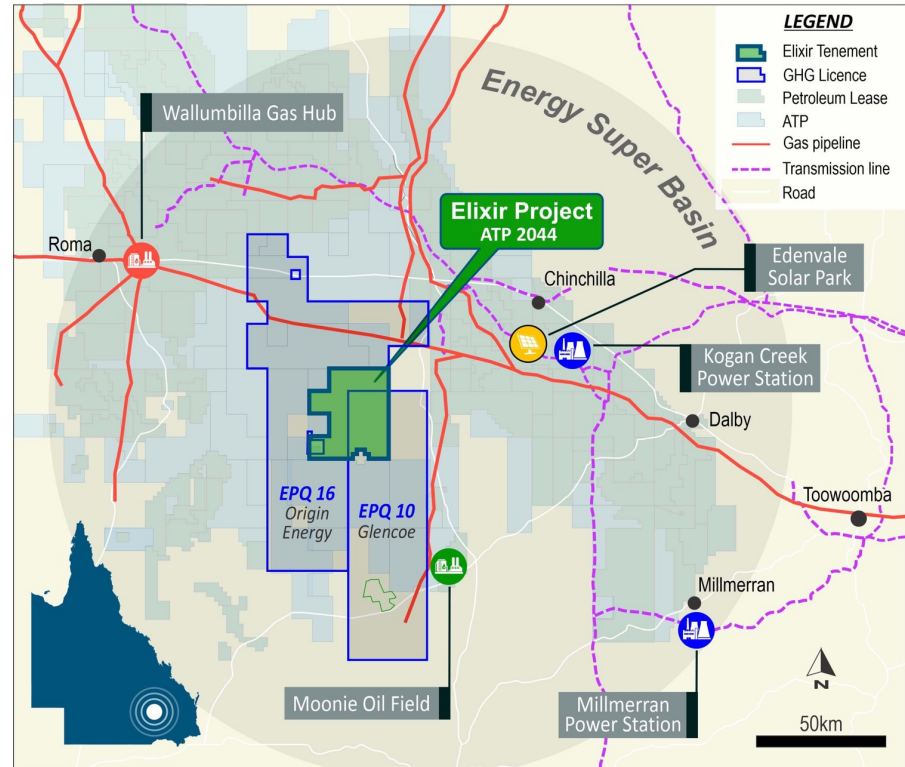 LEGEND
Elixir Tenement
GHG Licence
Petroleum Lease
ATP
Gas pipeline
Transmission line
Road
Energy Super Basin
Wallumbilla Gas Hub
Elixir Project
ATP 2044
Roma
Edenvale
Solar Park
Chinchilla
Kogan Creek
Power Station
Dalby
EPQ 16
Origin
Energy
EPQ 10
Glencoe
Toowoomba
Millmerran
Moonie Oil Field
Millmerran
Power Station
N
50km